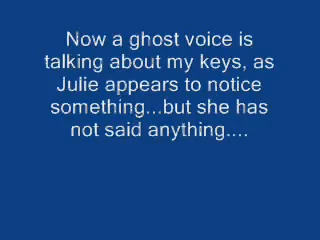 Now a ghost voice is
talking about my keys, as
Julie appears to notice
something...but she has
not said anything....